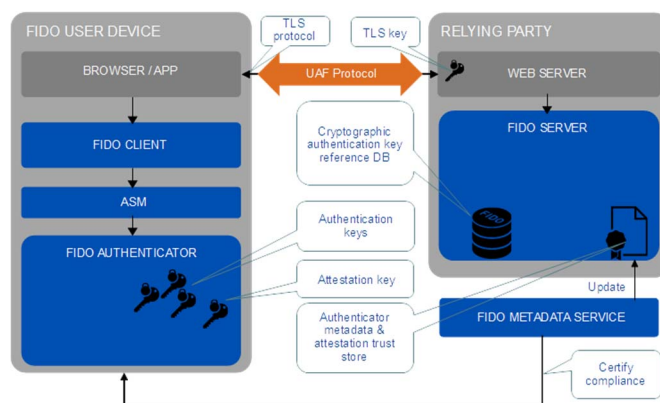 FIDO USER DEVICE
TLS
protocol
TLS key
RELYING PARTY
BROWSER / APP
UAF Protocol
WEB SERVER
FIDO CLIENT
Cryptographic
authentication key
reference DB
FIDO SERVER
ASM
FIDO
FIDO AUTHENTICATOR
Authentication
keys
Attestation key
Update
Authenticator
metadata &
attestation trust
store
FIDO METADATA SERVICE
Certify
compliance